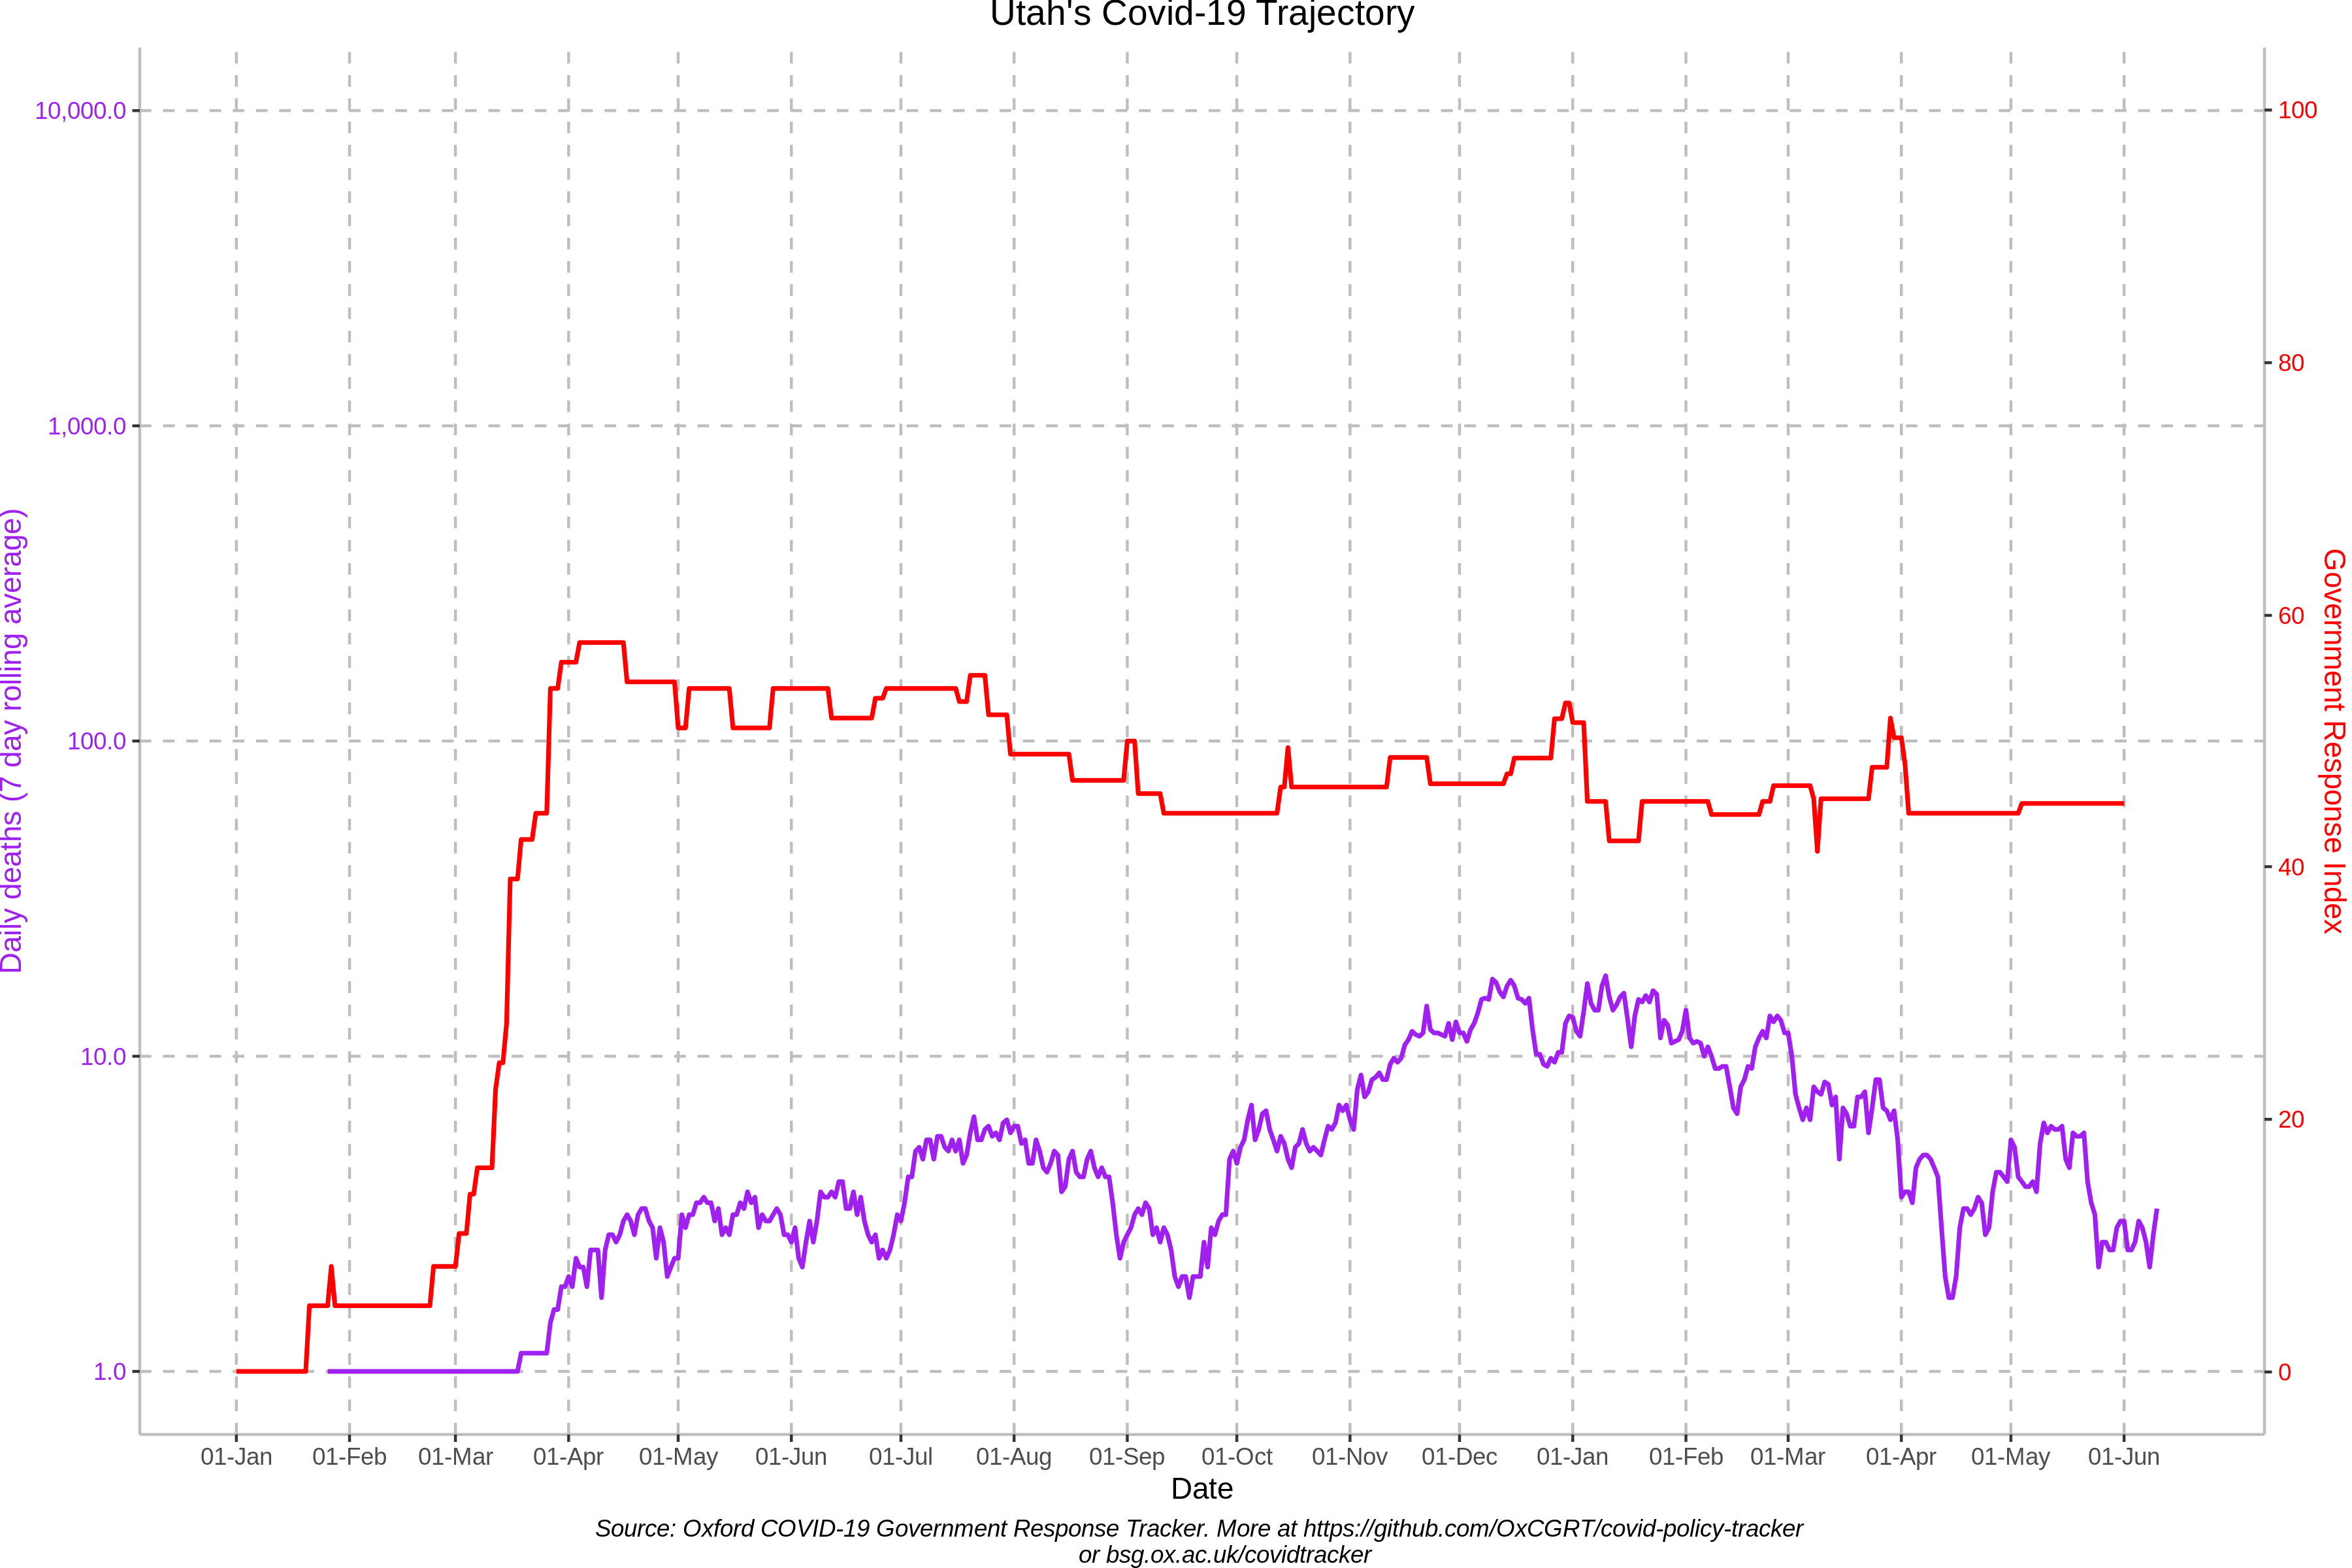 Utah's Covid-19 Trajectory
10,000.0
1,000.0
100.0
10.0
1.0
Daily deaths (7 day rolling average)
100
80
60
40
20
0
Government Response Index
01-Jan 01-Feb 01-Mar 01-Apr 01-May 01-Jun 01-Jul 01-Aug 01-Sep 01-Oct 01-Nov 01-Dec 01-Jan 01-Feb 01-Mar 01-Apr 01-May 01-Jun
Date
Source: Oxford COVID-19 Government Response Tracker. More at https://github.com/OxCGRT/covid-policy-tracker
or bsg.ox.ac.uk/covidtracker